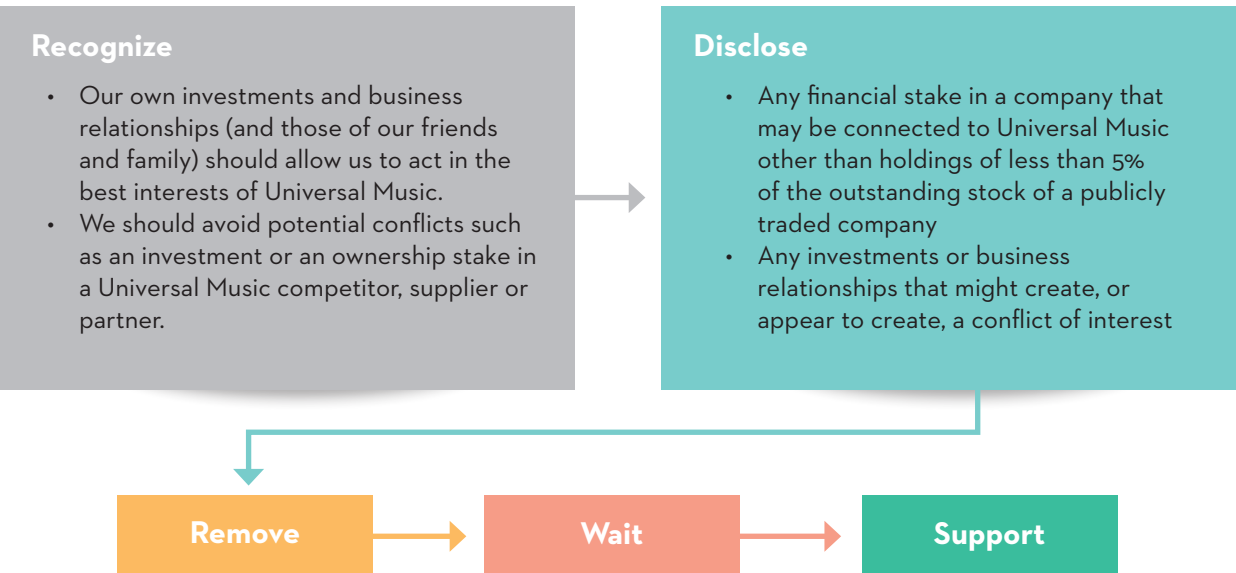 Recognize
• Our own investments and business
relationships (and those of our friends
and family) should allow us to act in the
best interests of Universal Music.
• We should avoid potential conflicts such
as an investment or an ownership stake in
a Universal Music competitor, supplier or
partner.
Disclose
• Any financial stake in a company that
may be connected to Universal Music
other than holdings of less than 5%
of the outstanding stock of a publicly
traded company
• Any investments or business
relationships that might create, or
appear to create, a conflict of interest
Remove
Wait
Support